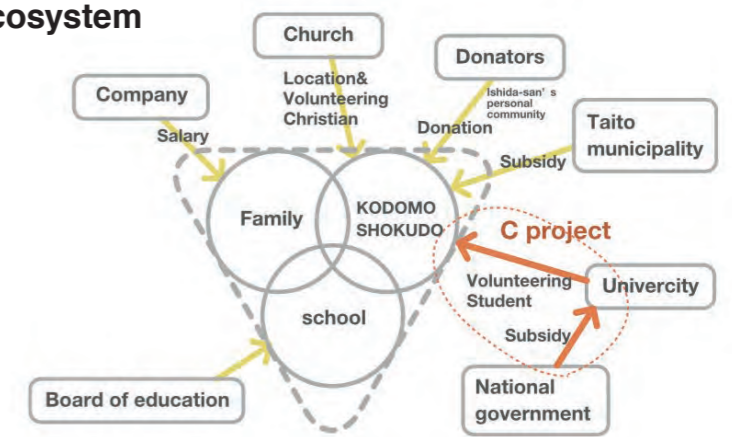 cosystem
Church
Donators
Company
Location&
Volunteering
Christian
Ishida-san' s
personal
community
Salary
Donation
Taito
municipality
Subsidy
Family
KODOMO
SHOKUDO
C project
Volunteering
Student
Univercity
school
Subsidy
Board of education
National
government